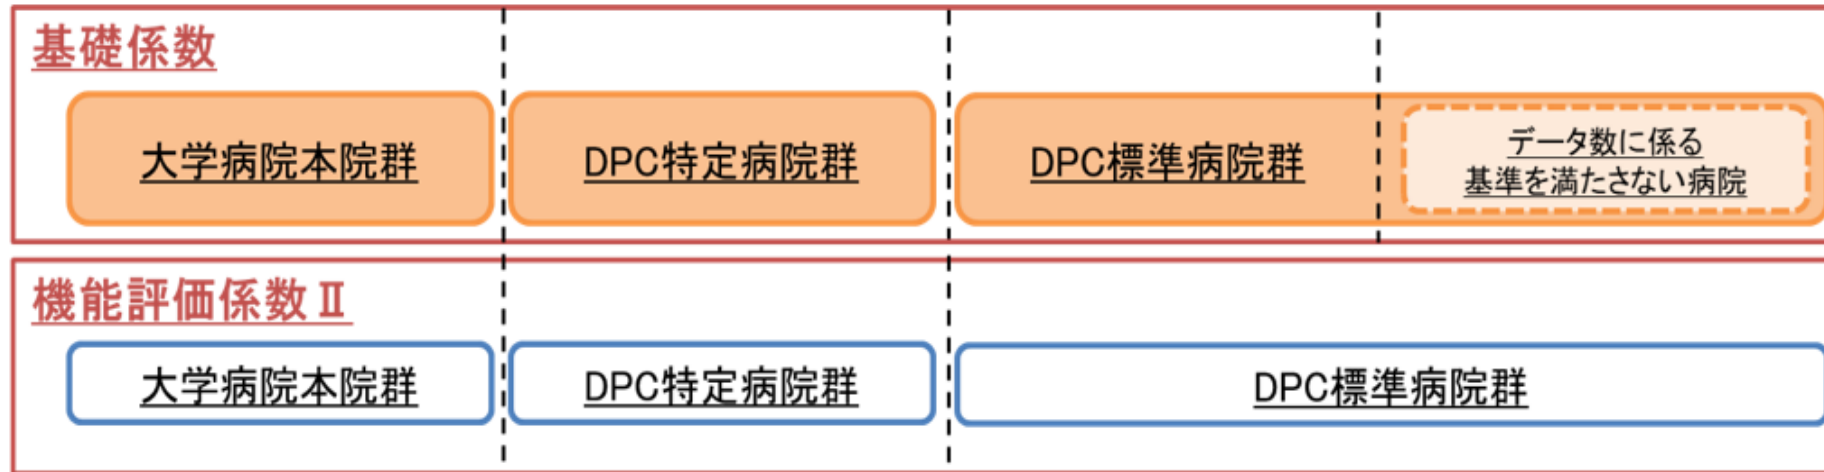 基礎係数
大学病院本院群
DPC特定病院群
DPC標準病院群
データ数に係る
基準を満たさない病院
機能評価係数Ⅱ
大学病院本院群
DPC特定病院群
DPC標準病院群